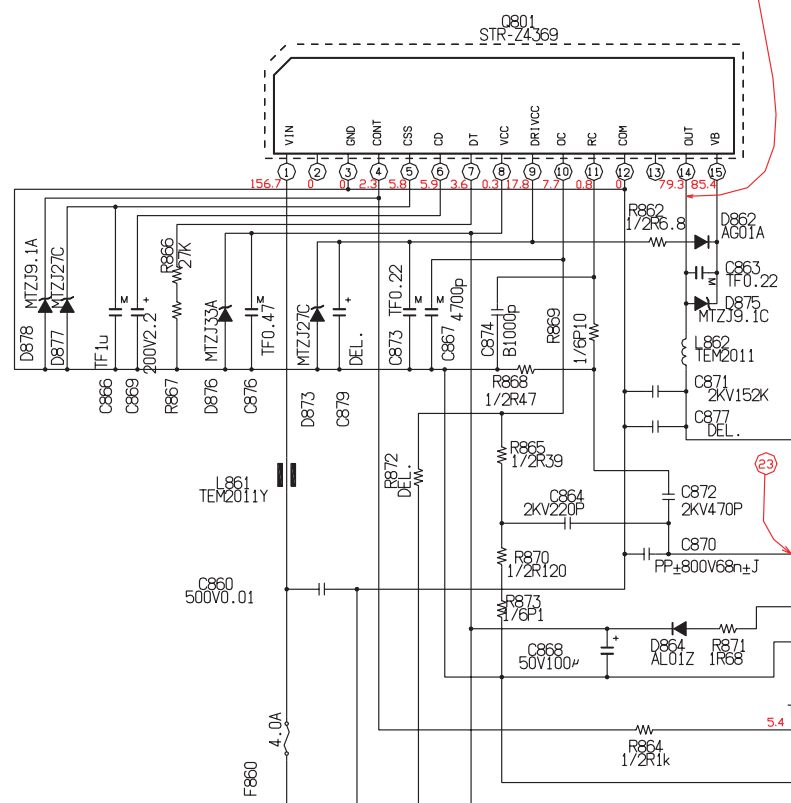 Q801
STR-Z4369
VIN
GND
CONT
CSS
CD
DT
VCC
DRIVCC
OC
RC
COM
OUT
VB
1
2
3
4
5
6
7
8
9
10
11
12
13
14
15
156.7
0
0
2.3
5.8
5.9
3.6
0.3
17.8
7.7
0.8
0
79.3
85.4
R862
1/2R6.8
D862
AG01A
C863
TF0.22
M
D875
MTZJ9.1C
L862
TEM2011
C871
2KV152K
C877
DEL.
D878
MTZJ9.1A
D877
MTZJ27C
C866
TF1u
M
C869
200V2.2
+
R866
27K
R867
D876
MTZJ33A
C876
TF0.47
M
D873
MTZJ27C
C879
DEL.
+
C873
TF0.22
M
C867
4700p
M
C874
B1000p
R869
1/6P10
R868
1/2R47
R872
DEL.
R865
1/2R39
C864
2KV220P
C872
2KV470P
23
C870
PP±800V68n±J
R870
1/2R120
R873
1/6P1
L861
TEM2011Y
C860
500V0.01
C868
50V100μ
+
D864
AL01Z
R871
1R68
5.4
R864
1/2R1k
4.0A
F860